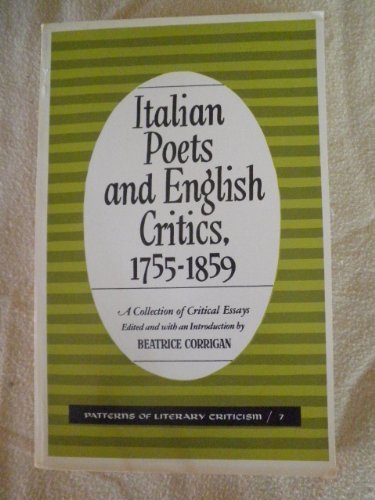 Italian
Poets
and English
Critics,
1755-1859
A Collection of Critical Essays
Edited and with an Introduction by
BEATRICE CORRIGAN
PATTERNS OF LITERARY CRITICISM / 7